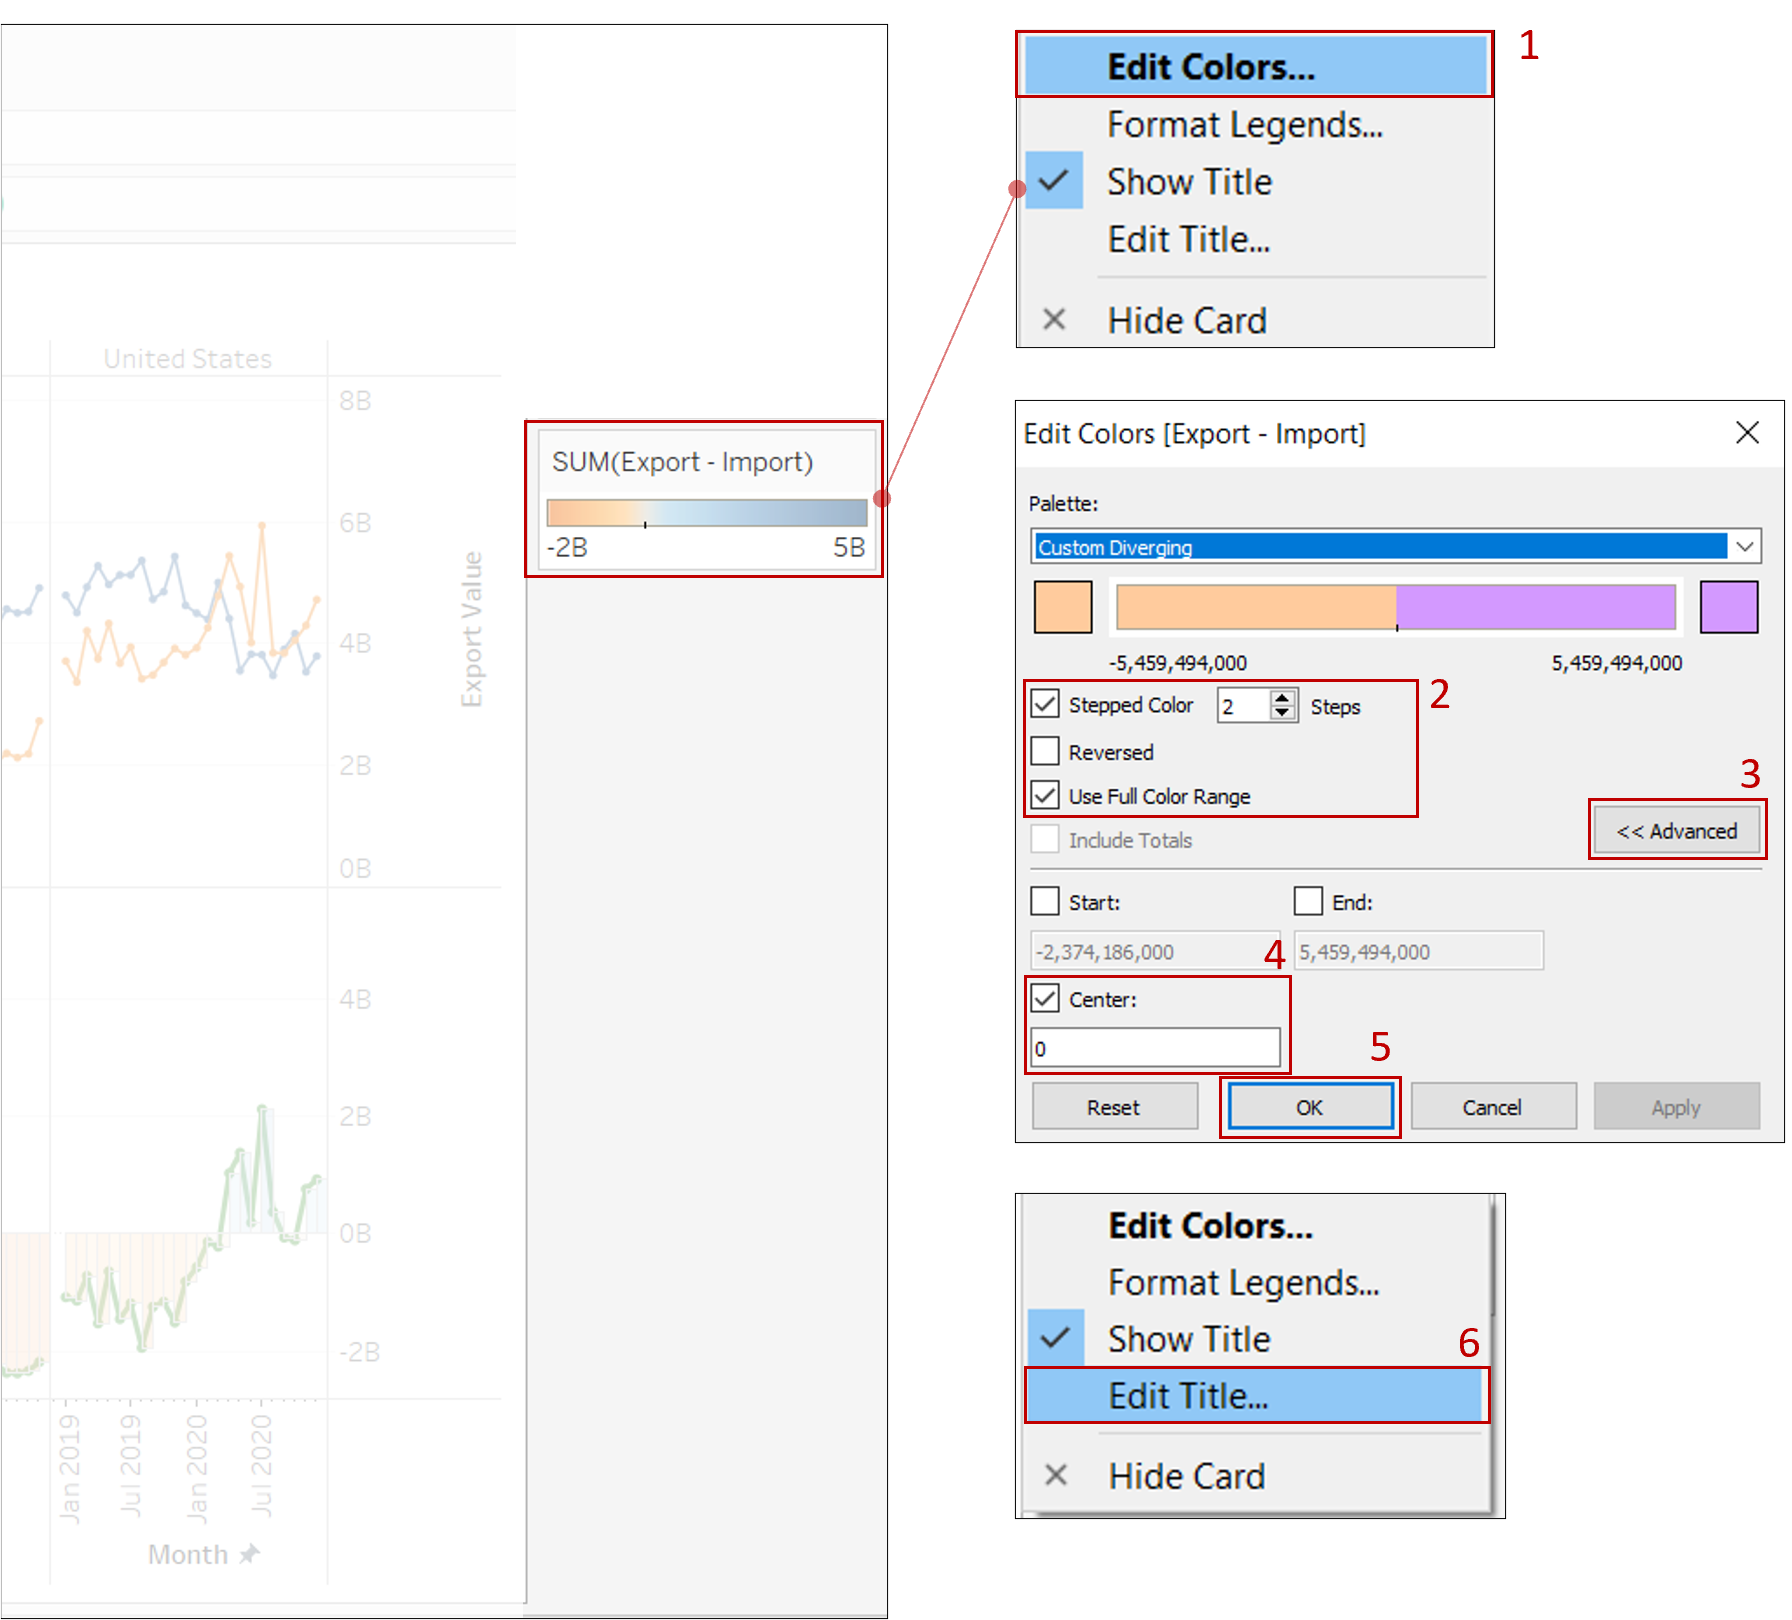 United States
8B
6B
4B
2B
0B
Export Value
4B
2B
0B
-2B
Jan 2019
Jul 2019
Jan 2020
Jul 2020
Month
SUM(Export - Import)
-2B 5B
1
Edit Colors...
Format Legends...
Show Title
Edit Title...
Hide Card
Edit Colors [Export - Import]
Palette:
Custom Diverging
-5,459,494,000 5,459,494,000
Stepped Color 2 Steps
2
Reversed
Use Full Color Range
3
Include Totals
<< Advanced
Start: End:
-2,374,186,000 5,459,494,000
4
Center:
0
5
Reset OK Cancel Apply
Edit Colors...
Format Legends...
Show Title
6
Edit Title...
Hide Card